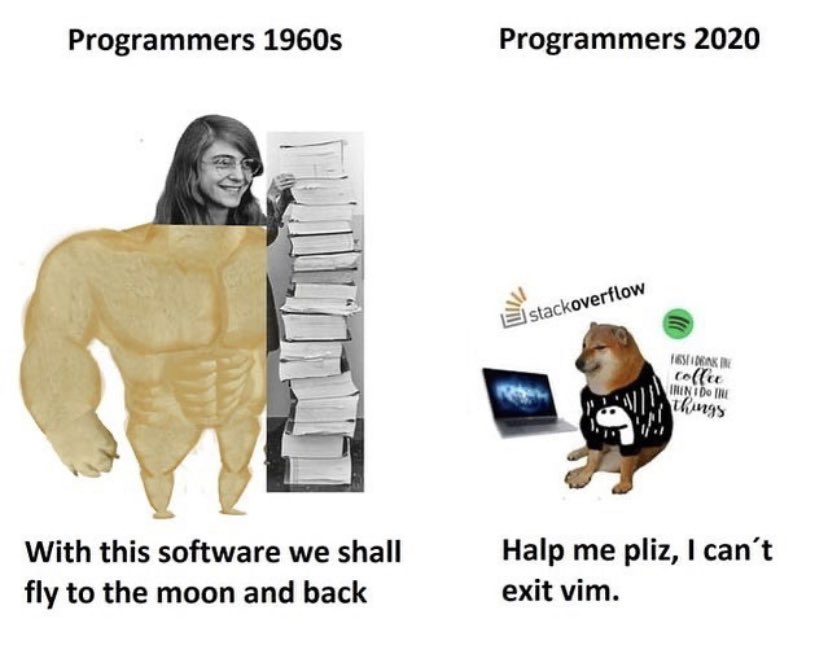 Programmers 1960s
Programmers 2020
stackoverflow
FIRST I DRINK THE
coffee
THEN I DO THE
things
With this software we shall
fly to the moon and back
Halp me pliz, I can´t
exit vim.